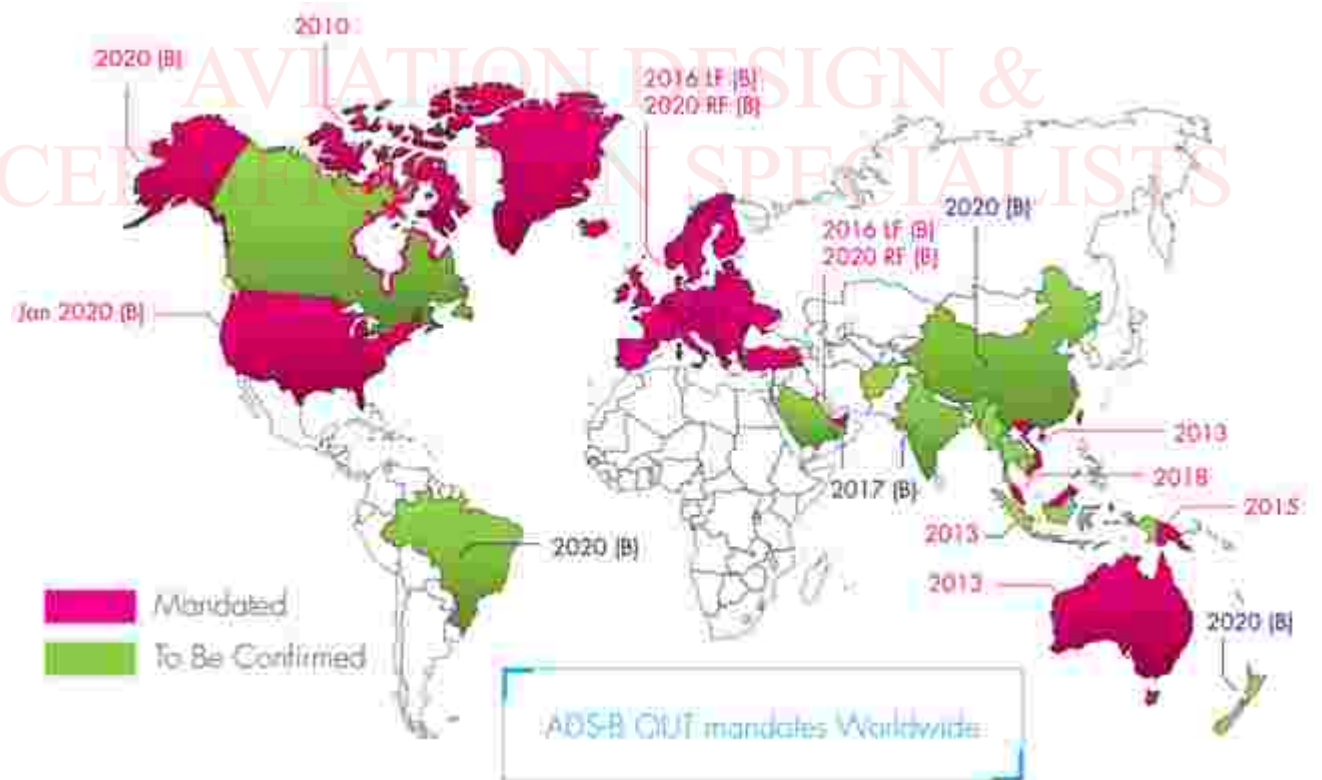 AVIATION DESIGN &
CERTIFICATION SPECIALISTS
2010
2020 (B)
2016 LF (B)
2020 RF (B)
2020 (B)
2016 LF (B)
2020 RF (B)
Jan 2020 (B)
2013
2018
2017 (B)
2015
2013
2020 (B)
2013
Mandated
2020 (B)
To Be Confirmed
ADS-B OUT mandates Worldwide